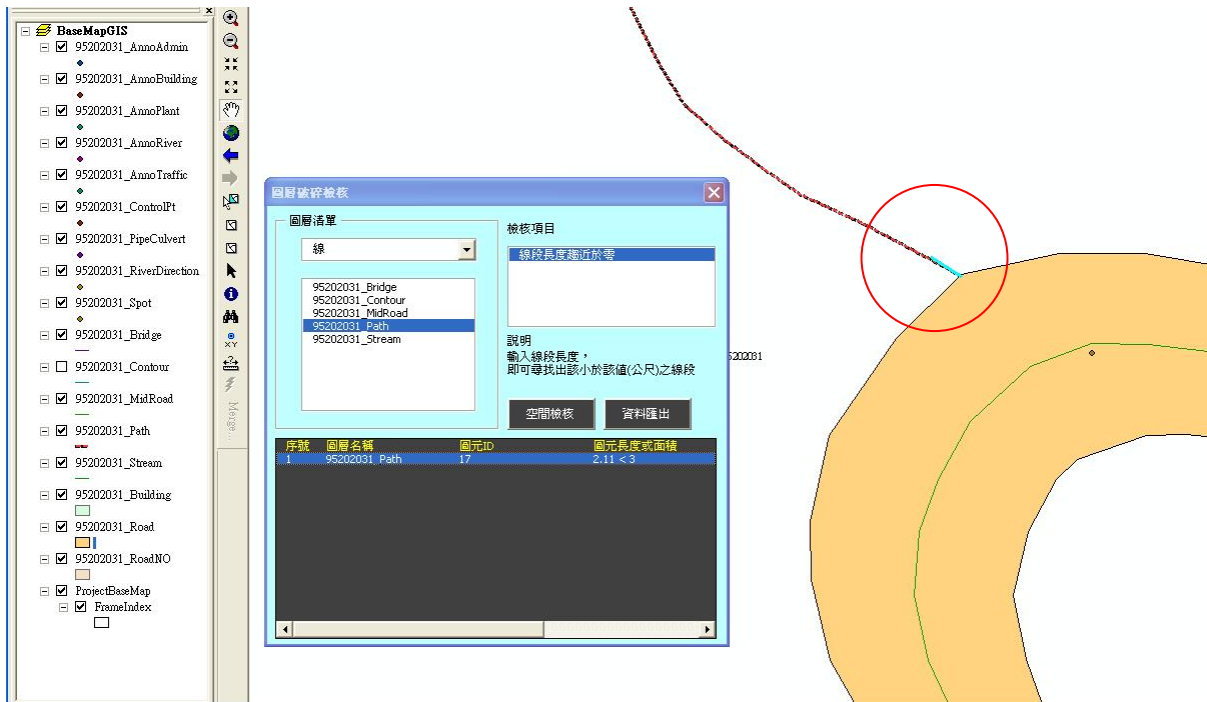 BaseMapGIS
95202031_AnnoAdmin
95202031_AnnoBuilding
95202031_AnnoPlant
95202031_AnnoRiver
95202031_AnnoTraffic
95202031_ControlPt
95202031_PipeCulvert
95202031_RiverDirection
95202031_Spot
95202031_Bridge
95202031_Contour
95202031_MidRoad
95202031_Path
95202031_Stream
95202031_Building
95202031_Road
95202031_RoadNO
ProjectBaseMap
FrameIndex
XY
Merge...
圖層破碎檢核
圖層清單
線
95202031_Bridge
95202031_Contour
95202031_MidRoad
95202031_Path
95202031_Stream
檢核項目
線段長度趨近於零
說明
輸入線段長度，
即可尋找出該小於該值(公尺)之線段
空間檢核
資料匯出
序號 圖層名稱 圖元ID 圖元長度或面積
1 95202031_Path 17 2.11 < 3
5202031